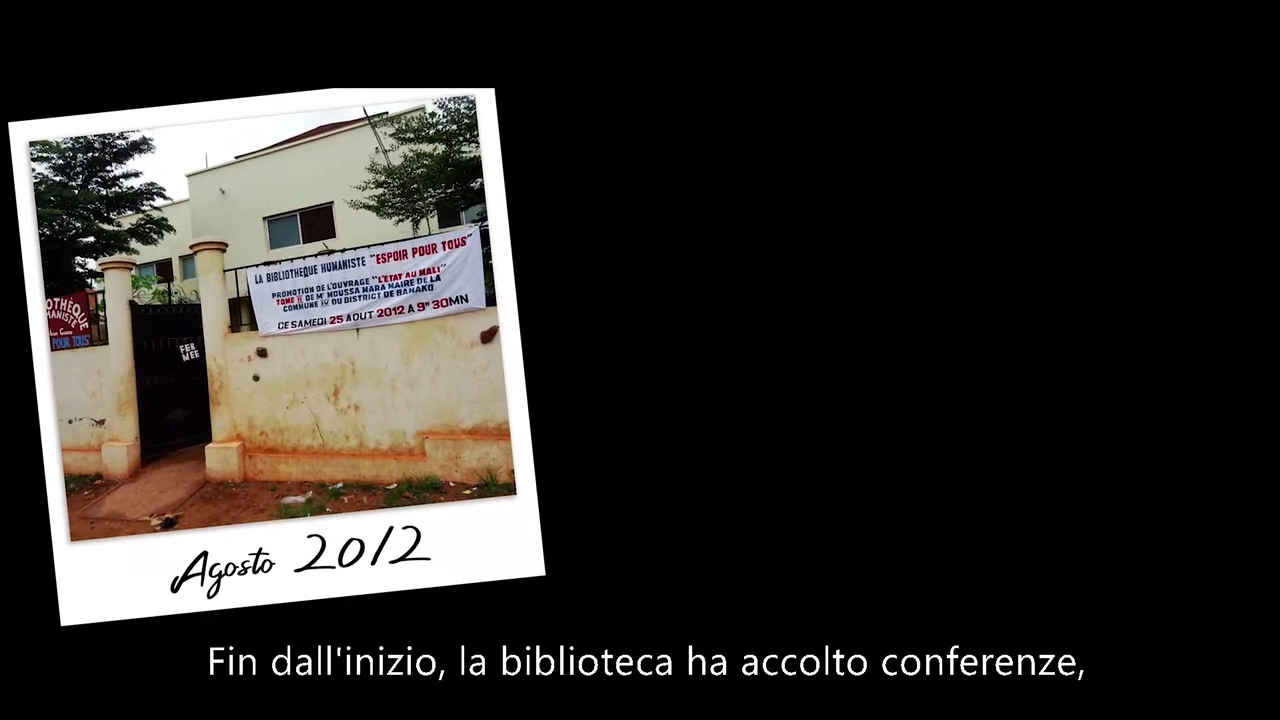 LA BIBLIOTHEQUE HUMANISTE "ESPOIR POUR TOUS"
PROMOTION DE L'OUVRAGE "L'ETAT AU MALI"
TOME II DE Mr MOUSSA MARA MAIRE DE LA
COMMUNE IV DU DISTRICT DE BAMAKO
CE SAMEDI 25 AOUT 2012 A 9H 30MN
OTHEQUE
MANISTE
POUR TOUS"
FER
MEE
Agosto 2012
Fin dall'inizio, la biblioteca ha accolto conferenze,